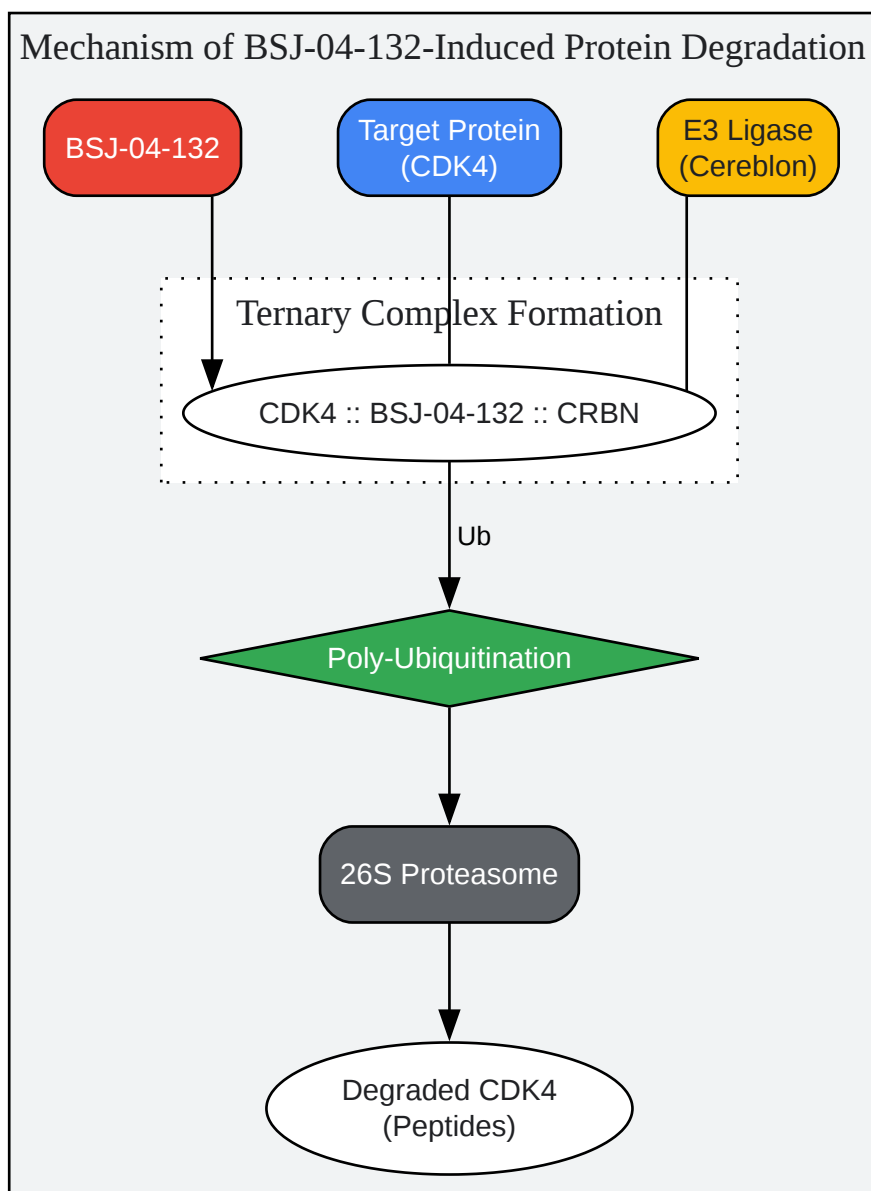 Mechanism of BSJ-04-132-Induced Protein Degradation
BSJ-04-132
Target Protein
(CDK4)
E3 Ligase
(Cereblon)
Ternary Complex Formation
CDK4 :: BSJ-04-132 :: CRBN
Ub
Poly-Ubiquitination
26S Proteasome
Degraded CDK4
(Peptides)